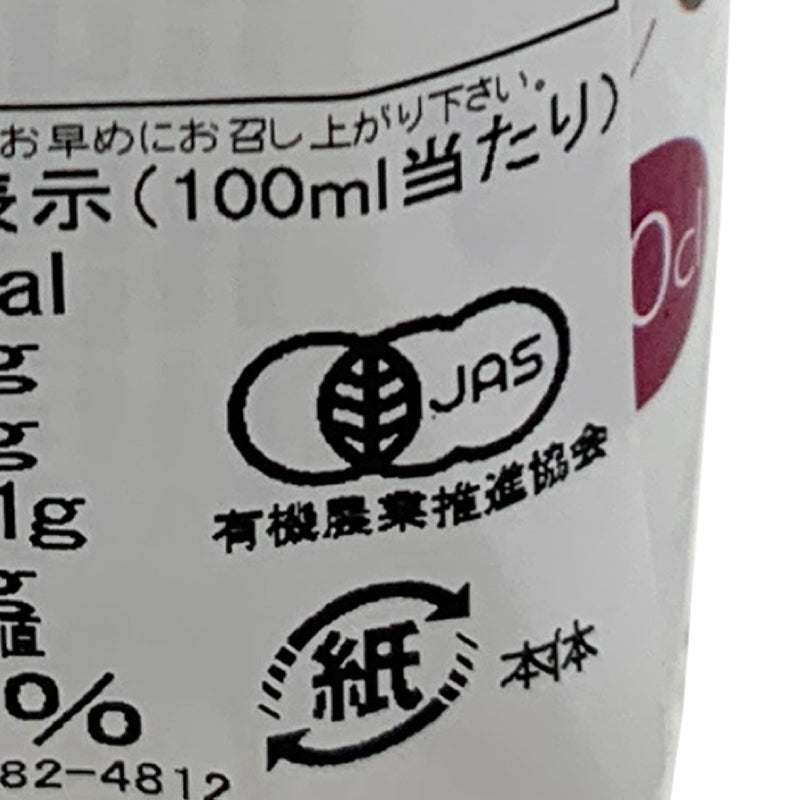 お早めにお召し上がり下さい。
表示(100ml当たり)
al
g
JAS
g
有機農業推進協会
1g
g
値
紙
本体
%
82-4812